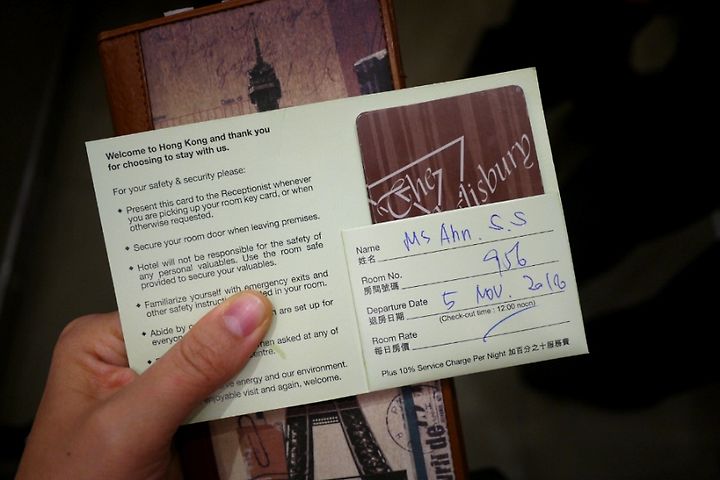 Welcome to Hong Kong and thank you
for choosing to stay with us.
For your safety & security please:
Present this card to the Receptionist whenever
you are picking up your room key card, or when
otherwise requested.
Secure your room door when leaving premises.
Hotel will not be responsible for the safety of
any personal valuables. Use the room safe
provided to secure your valuables.
Familiarize yourself with emergency exits and
other safety in your room.
Abide by are set up for
everyo
when asked at any of
energy and our environment.
visit and again, welcome.
The
lisbury
Name Ms Ahn. S.S
姓名
Room No. 956
房間號碼
Departure Date 5 NOV. 2010
退房日期 (Check-out time : 12:00 noon)
Room Rate
每日房價
Plus 10% Service Charge Per Night 加百分之十服務費